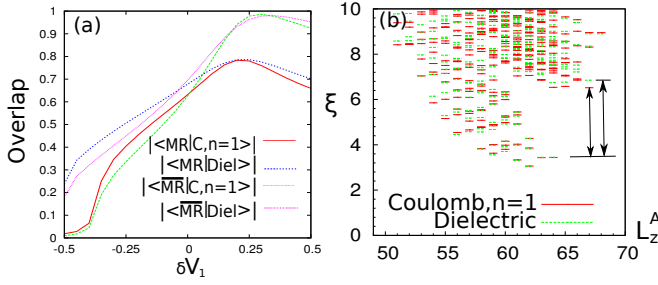 (a)
Overlap
1
0.9
0.8
0.7
0.6
0.5
0.4
0.3
0.2
0.1
0
|<MR|C,n=1>|
|<MR|Diel>|
|<M̅R̅|C,n=1>|
|<M̅R̅|Diel>|
-0.5 -0.25 0 0.25 0.5
δV₁
(b)
ξ
10
8
6
4
2
0
Coulomb,n=1
Dielectric
50 55 60 65 70
L_z^A